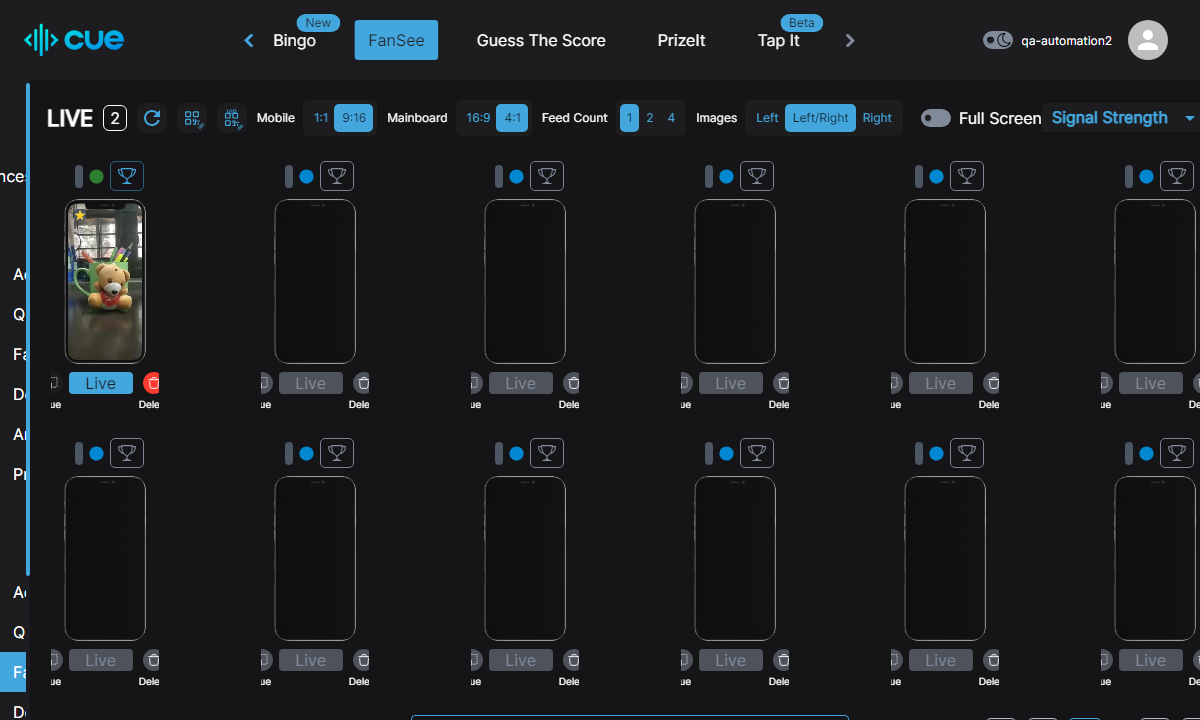 cue
New
Bingo
FanSee
Guess The Score
PrizeIt
Beta
Tap It
qa-automation2
LIVE 2
Mobile 1:1 9:16
Mainboard 16:9 4:1
Feed Count 1 2 4
Images Left Left/Right Right
Full Screen
Signal Strength
nces
Ac
Q
Fa
De
An
Pr
Live Live Live Live Live Live
ue Dele ue Dele ue Dele ue Dele ue Dele ue De
Ac
Q
Fa
De
Live Live Live Live Live Live
ue Dele ue Dele ue Dele ue Dele ue Dele ue De